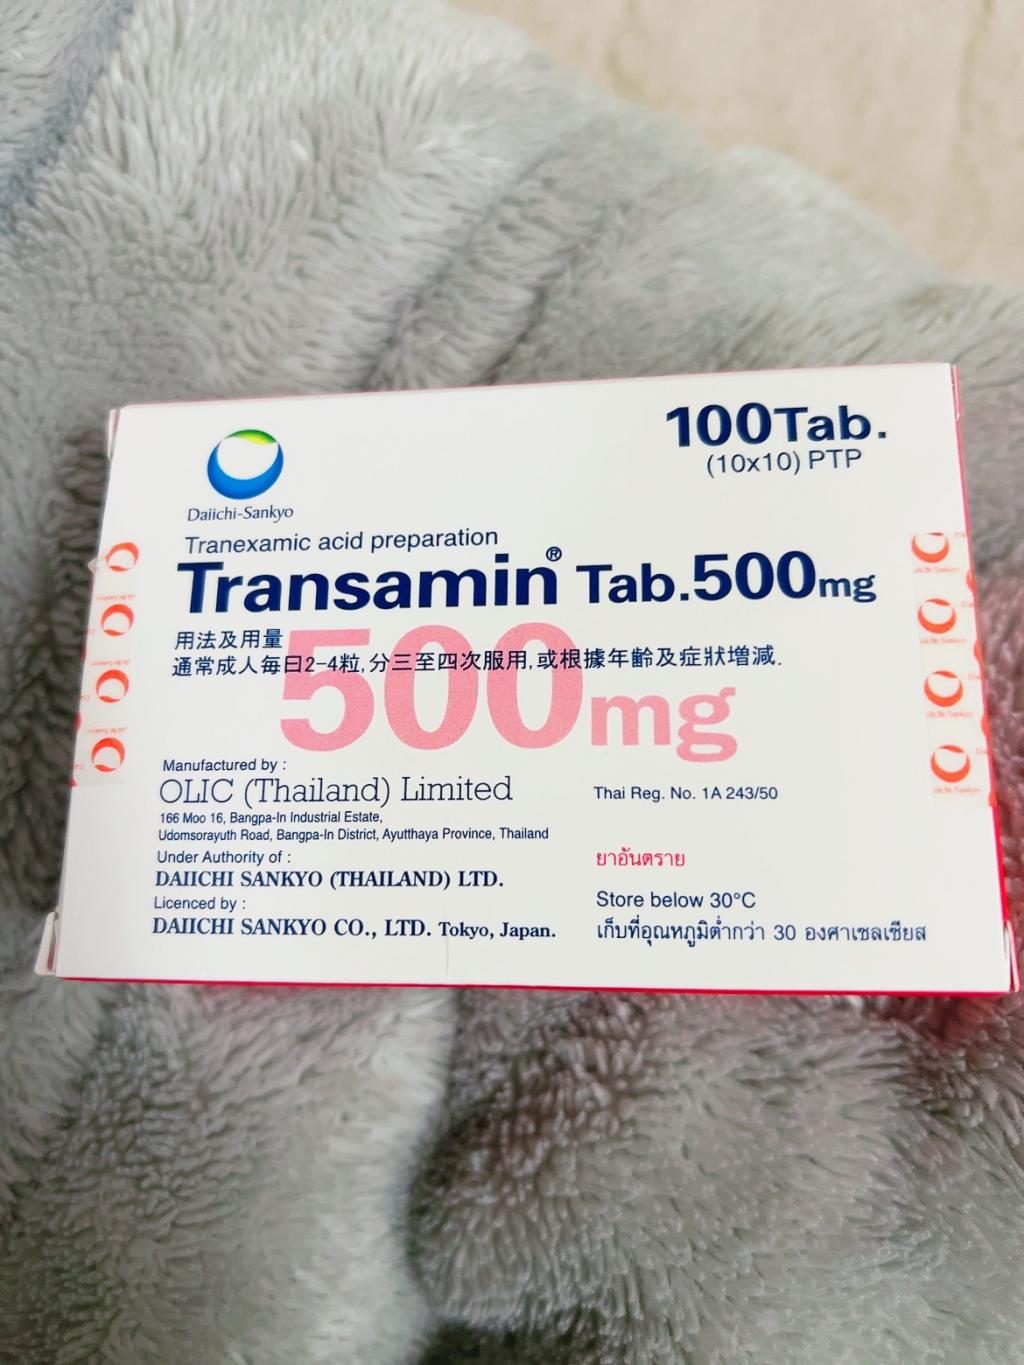 100Tab.
(10x10) PTP
Daiichi-Sankyo
Tranexamic acid preparation
Transamin® Tab.500mg
用法及用量
通常成人每日2-4粒,分三至四次服用,或根據年齡及症狀增減.
500mg
Manufactured by :
OLIC (Thailand) Limited
Thai Reg. No. 1A 243/50
166 Moo 16, Bangpa-In Industrial Estate,
Udomsorayuth Road, Bangpa-In District, Ayutthaya Province, Thailand
Under Authority of :
ยาอันตราย
DAIICHI SANKYO (THAILAND) LTD.
Licenced by :
Store below 30°C
DAIICHI SANKYO CO., LTD. Tokyo, Japan.
เก็บที่อุณหภูมิต่ำกว่า 30 องศาเซลเซียส